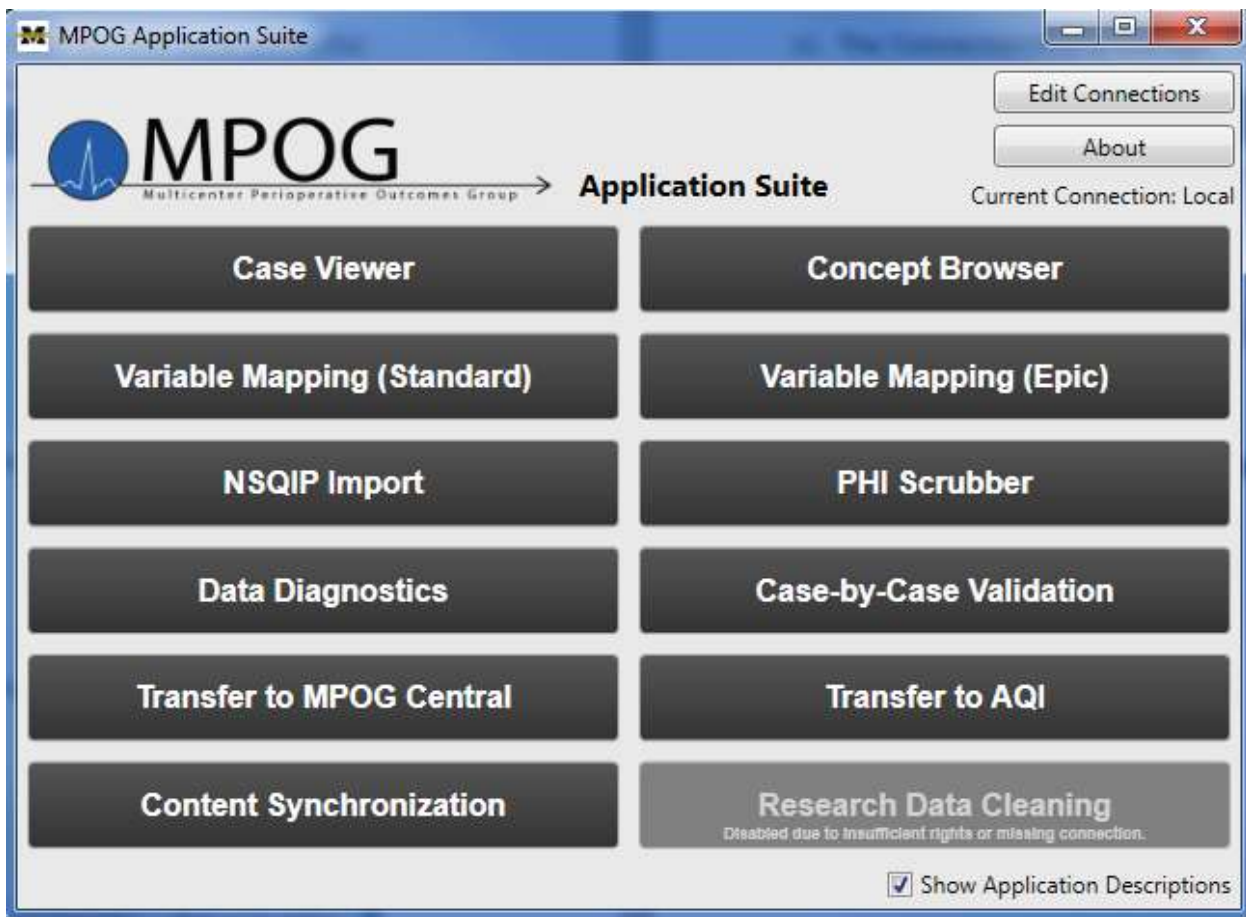 MPOG Application Suite
Edit Connections
About
MPOG
Multicenter Perioperative Outcomes Group
Application Suite
Current Connection: Local
Case Viewer
Concept Browser
Variable Mapping (Standard)
Variable Mapping (Epic)
NSQIP Import
PHI Scrubber
Data Diagnostics
Case-by-Case Validation
Transfer to MPOG Central
Transfer to AQI
Content Synchronization
Research Data Cleaning
Disabled due to insufficient rights or missing connection.
Show Application Descriptions